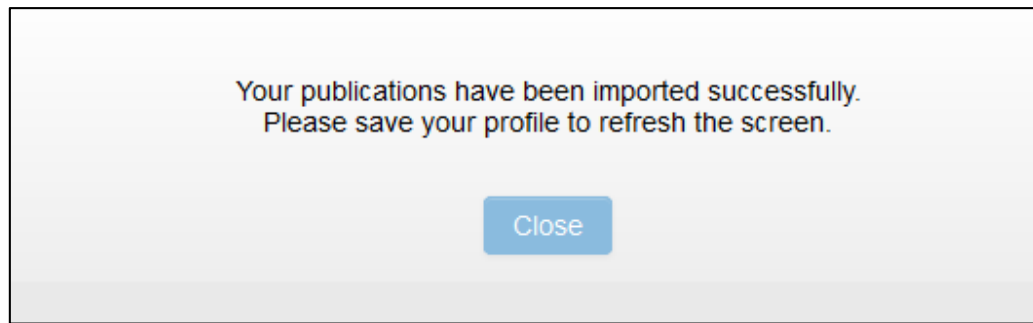 Your publications have been imported successfully.
Please save your profile to refresh the screen.
Close